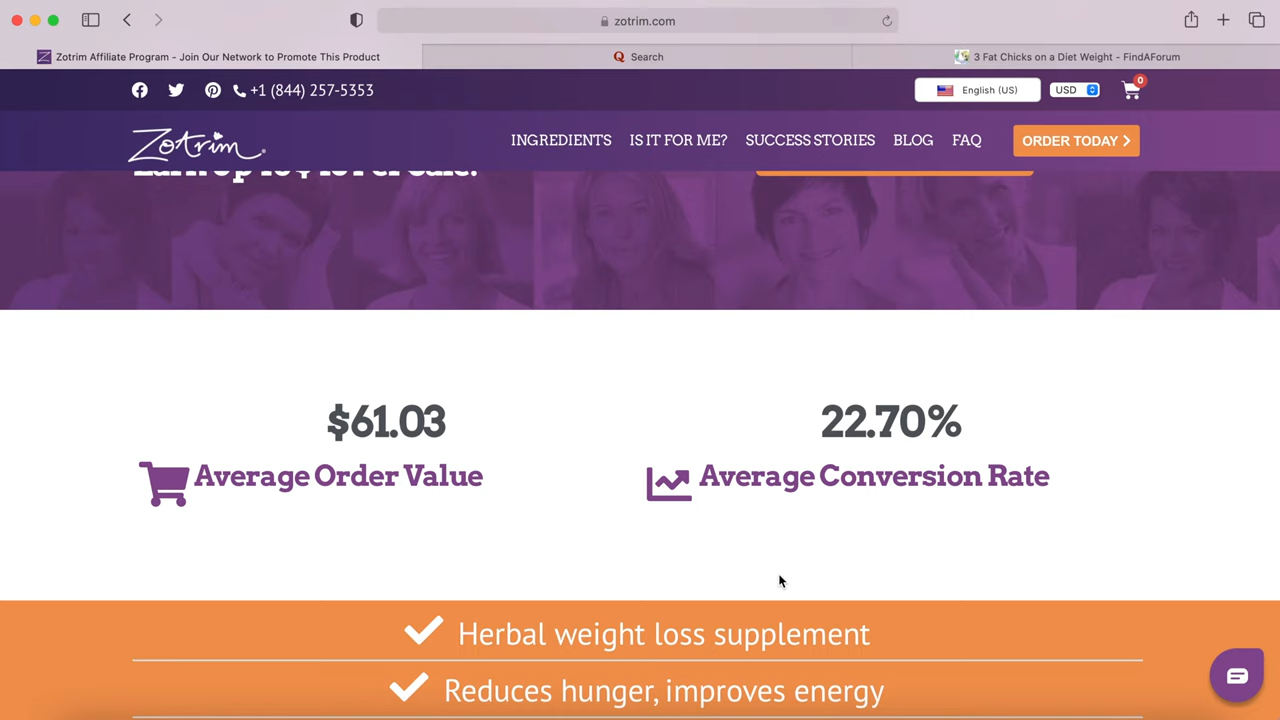 zotrim.com
Zotrim Affiliate Program - Join Our Network to Promote This Product
Search
3 Fat Chicks on a Diet Weight - FindAForum
+1 (844) 257-5353
English (US)
USD
0
Zotrim
INGREDIENTS
IS IT FOR ME?
SUCCESS STORIES
BLOG
FAQ
ORDER TODAY
$61.03
Average Order Value
22.70%
Average Conversion Rate
Herbal weight loss supplement
Reduces hunger, improves energy